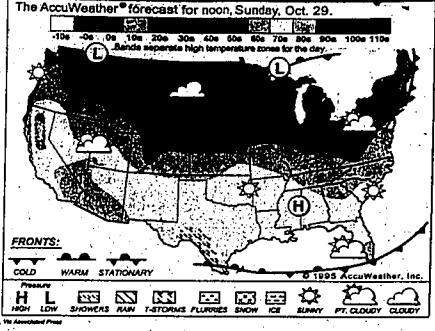 The AccuWeather® forecast for noon, Sunday, Oct. 29.
-10s -0s 0s 10s 20s 30s 40s 50s 60s 70s 80s 90s 100s 110s
Bands separate high temperature zones for the day.
L
L
H
FRONTS:
COLD WARM STATIONARY
© 1995 AccuWeather, Inc.
Pressure
H L
HIGH LOW SHOWERS RAIN T-STORMS FLURRIES SNOW ICE SUNNY PT. CLOUDY CLOUDY
Via Associated Press